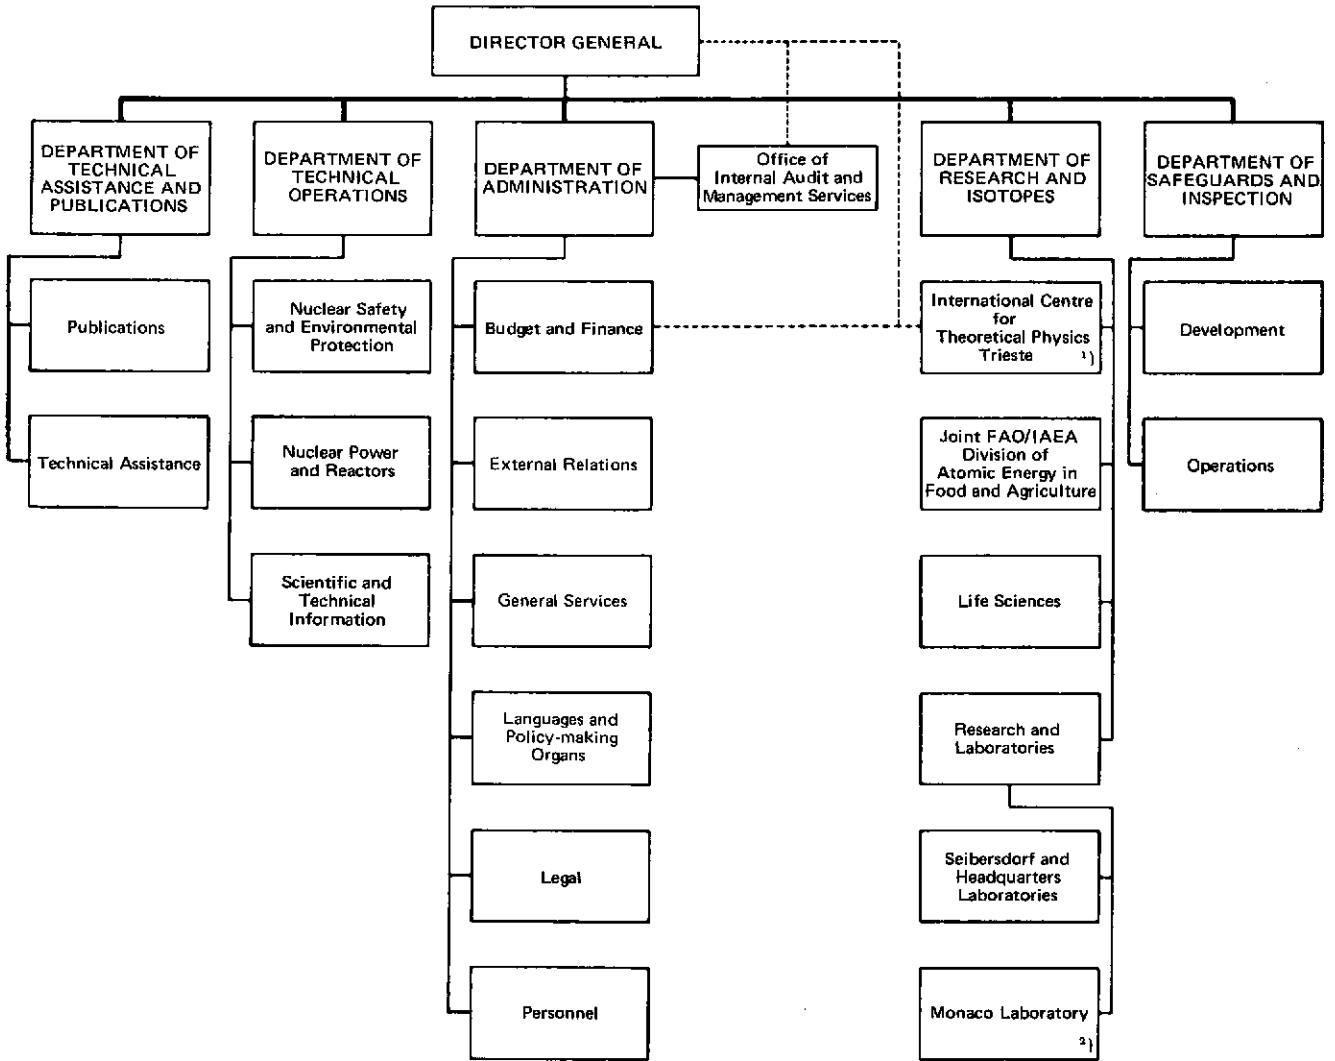 DIRECTOR GENERAL
DEPARTMENT OF
TECHNICAL
ASSISTANCE AND
PUBLICATIONS
DEPARTMENT OF
TECHNICAL
OPERATIONS
DEPARTMENT OF
ADMINISTRATION
Office of
Internal Audit and
Management Services
DEPARTMENT OF
RESEARCH AND
ISOTOPES
DEPARTMENT OF
SAFEGUARDS AND
INSPECTION
Publications
Nuclear Safety
and Environmental
Protection
Budget and Finance
International Centre
for
Theoretical Physics
Trieste
1)
Development
Technical Assistance
Nuclear Power
and Reactors
External Relations
Joint FAO/IAEA
Division of
Atomic Energy in
Food and Agriculture
Operations
Scientific and
Technical
Information
General Services
Life Sciences
Languages and
Policy-making
Organs
Research and
Laboratories
Legal
Seibersdorf and
Headquarters
Laboratories
Personnel
Monaco Laboratory
2)